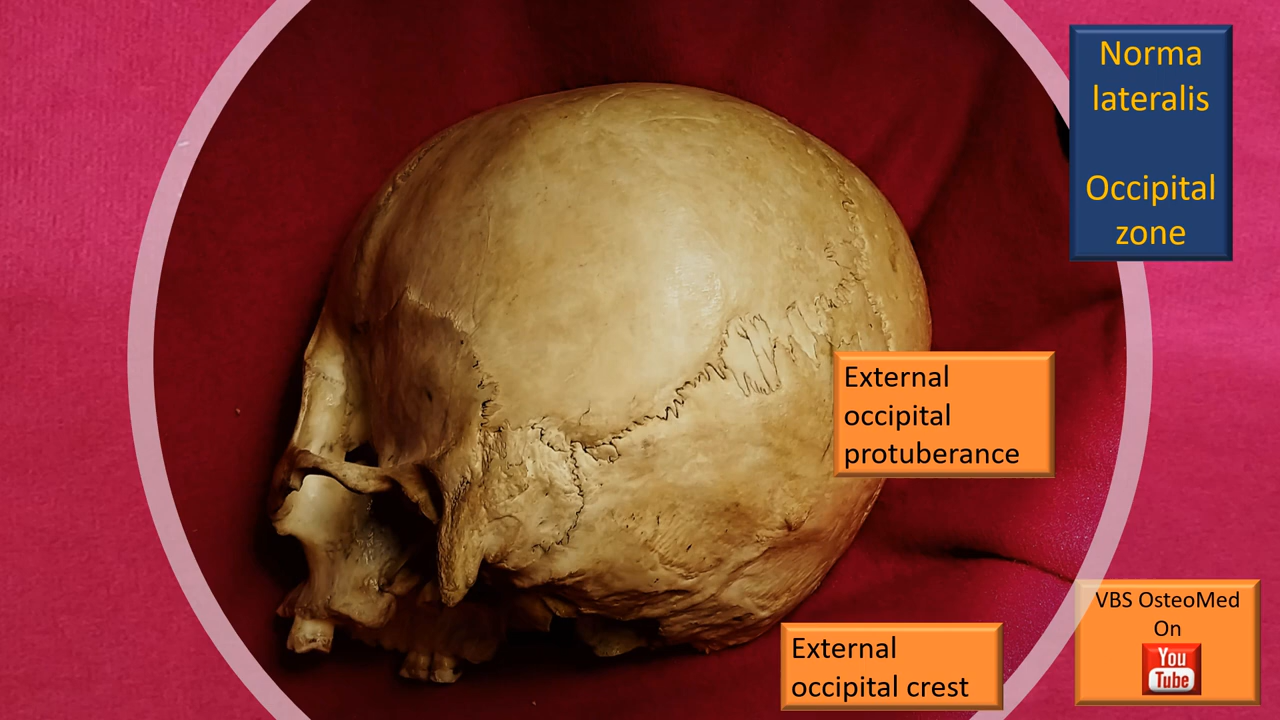 Norma
lateralis
Occipital
zone
External
occipital
protuberance
External
occipital crest
VBS OsteoMed
On
You
Tube